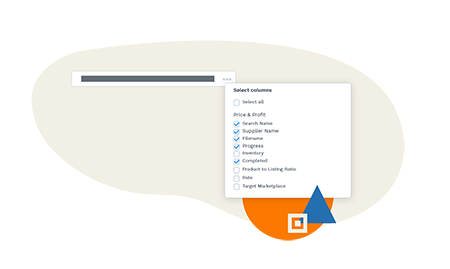 Select columns
Select all
Price & Profit
Search Name
Supplier Name
Filename
Progress
Inventory
Completed
Product to Listing Ratio
Rate
Target Marketplace